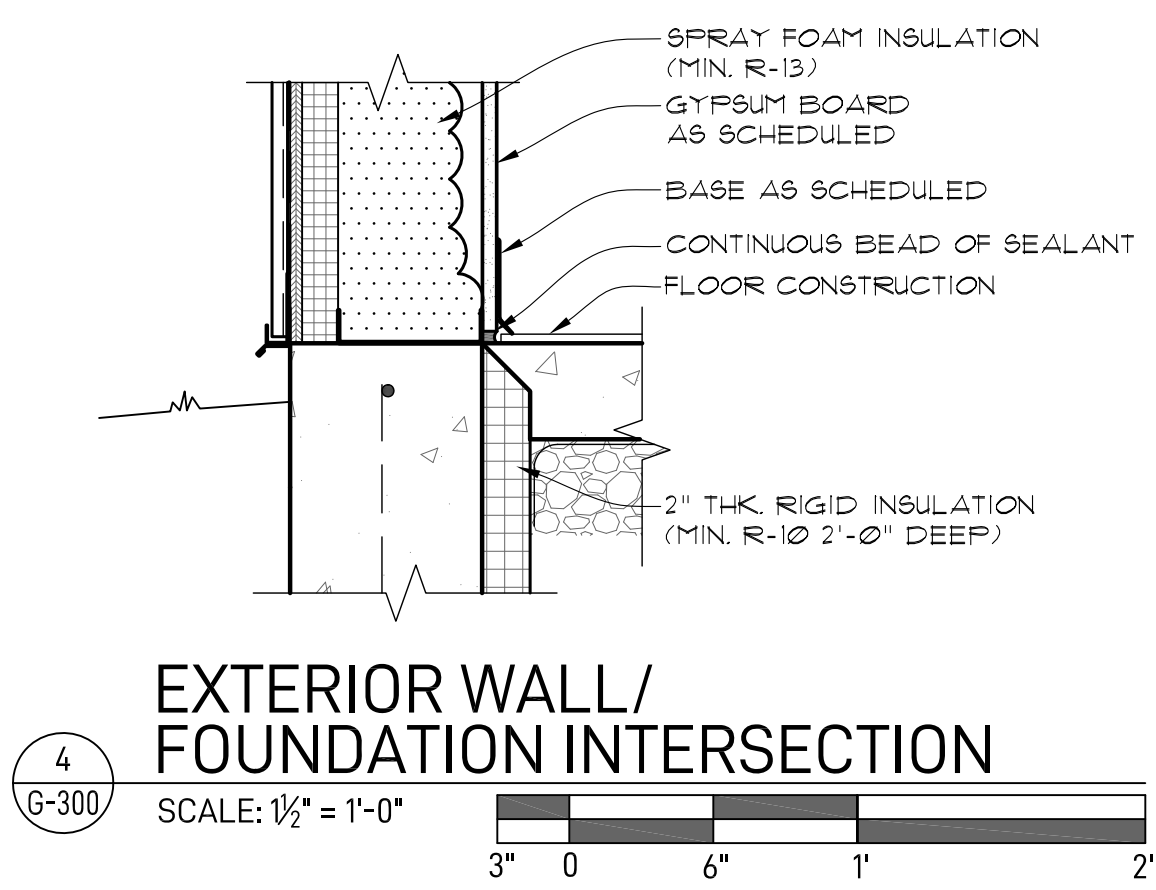 SPRAY FOAM INSULATION
(MIN. R-13)
GYPSUM BOARD
AS SCHEDULED
BASE AS SCHEDULED
CONTINUOUS BEAD OF SEALANT
FLOOR CONSTRUCTION
2" THK. RIGID INSULATION
(MIN. R-10 2'-0" DEEP)
EXTERIOR WALL/
FOUNDATION INTERSECTION
4
G-300
SCALE: 1½" = 1'-0"
3" 0 6" 1' 2'